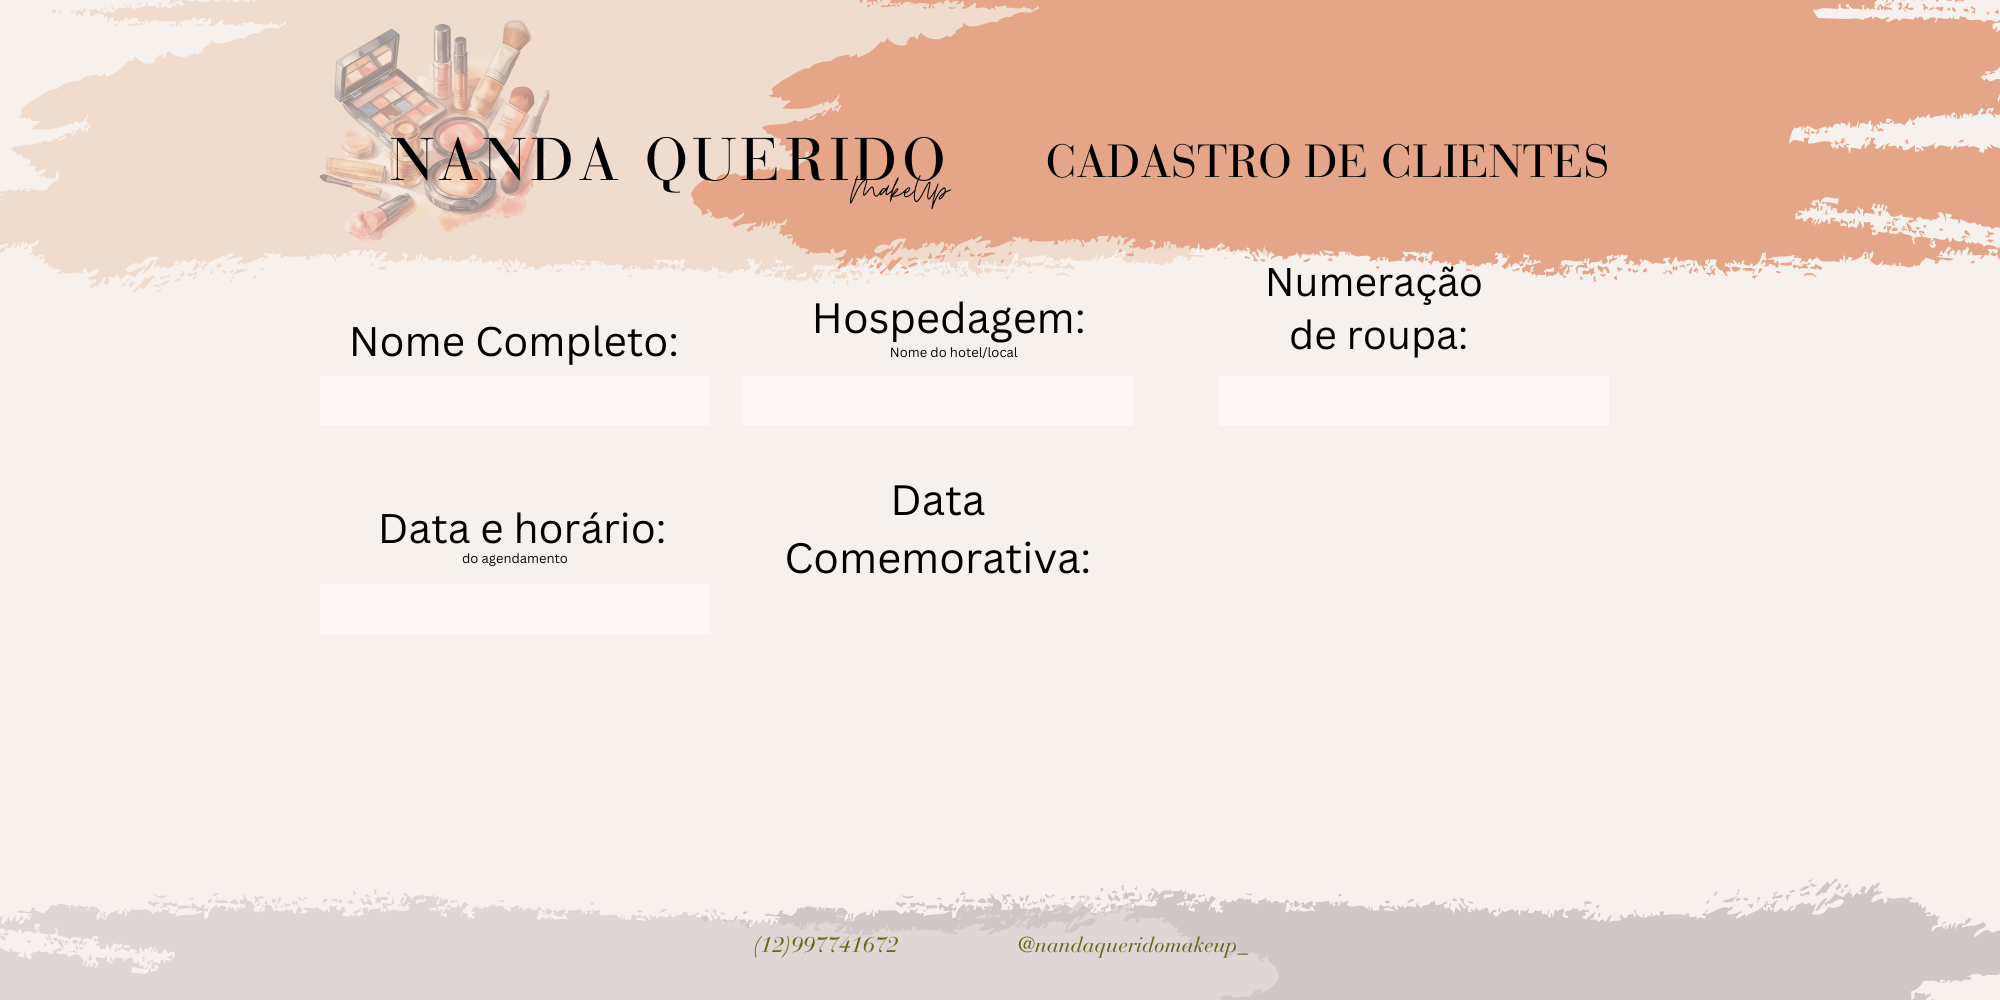 NANDA QUERIDO
MakeUp
CADASTRO DE CLIENTES
Nome Completo:
Hospedagem:
Nome do hotel/local
Numeração
de roupa:
Data e horário:
do agendamento
Data
Comemorativa:
(12)997741672
@nandaqueridomakeup_